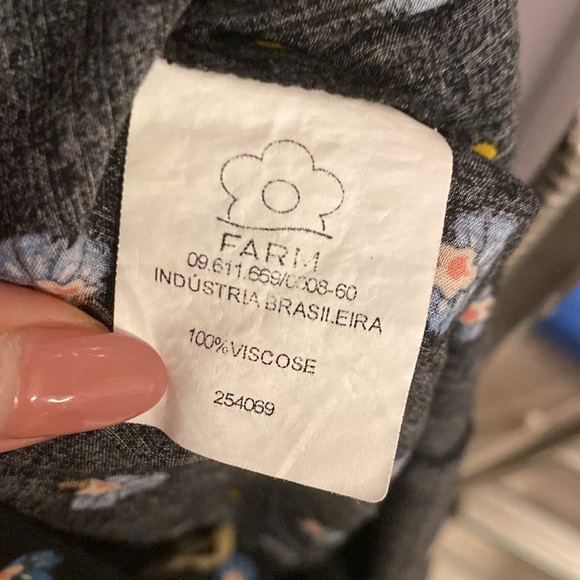 FARM
09.611.669/0008-60
INDÚSTRIA BRASILEIRA
100% VISCOSE
254069